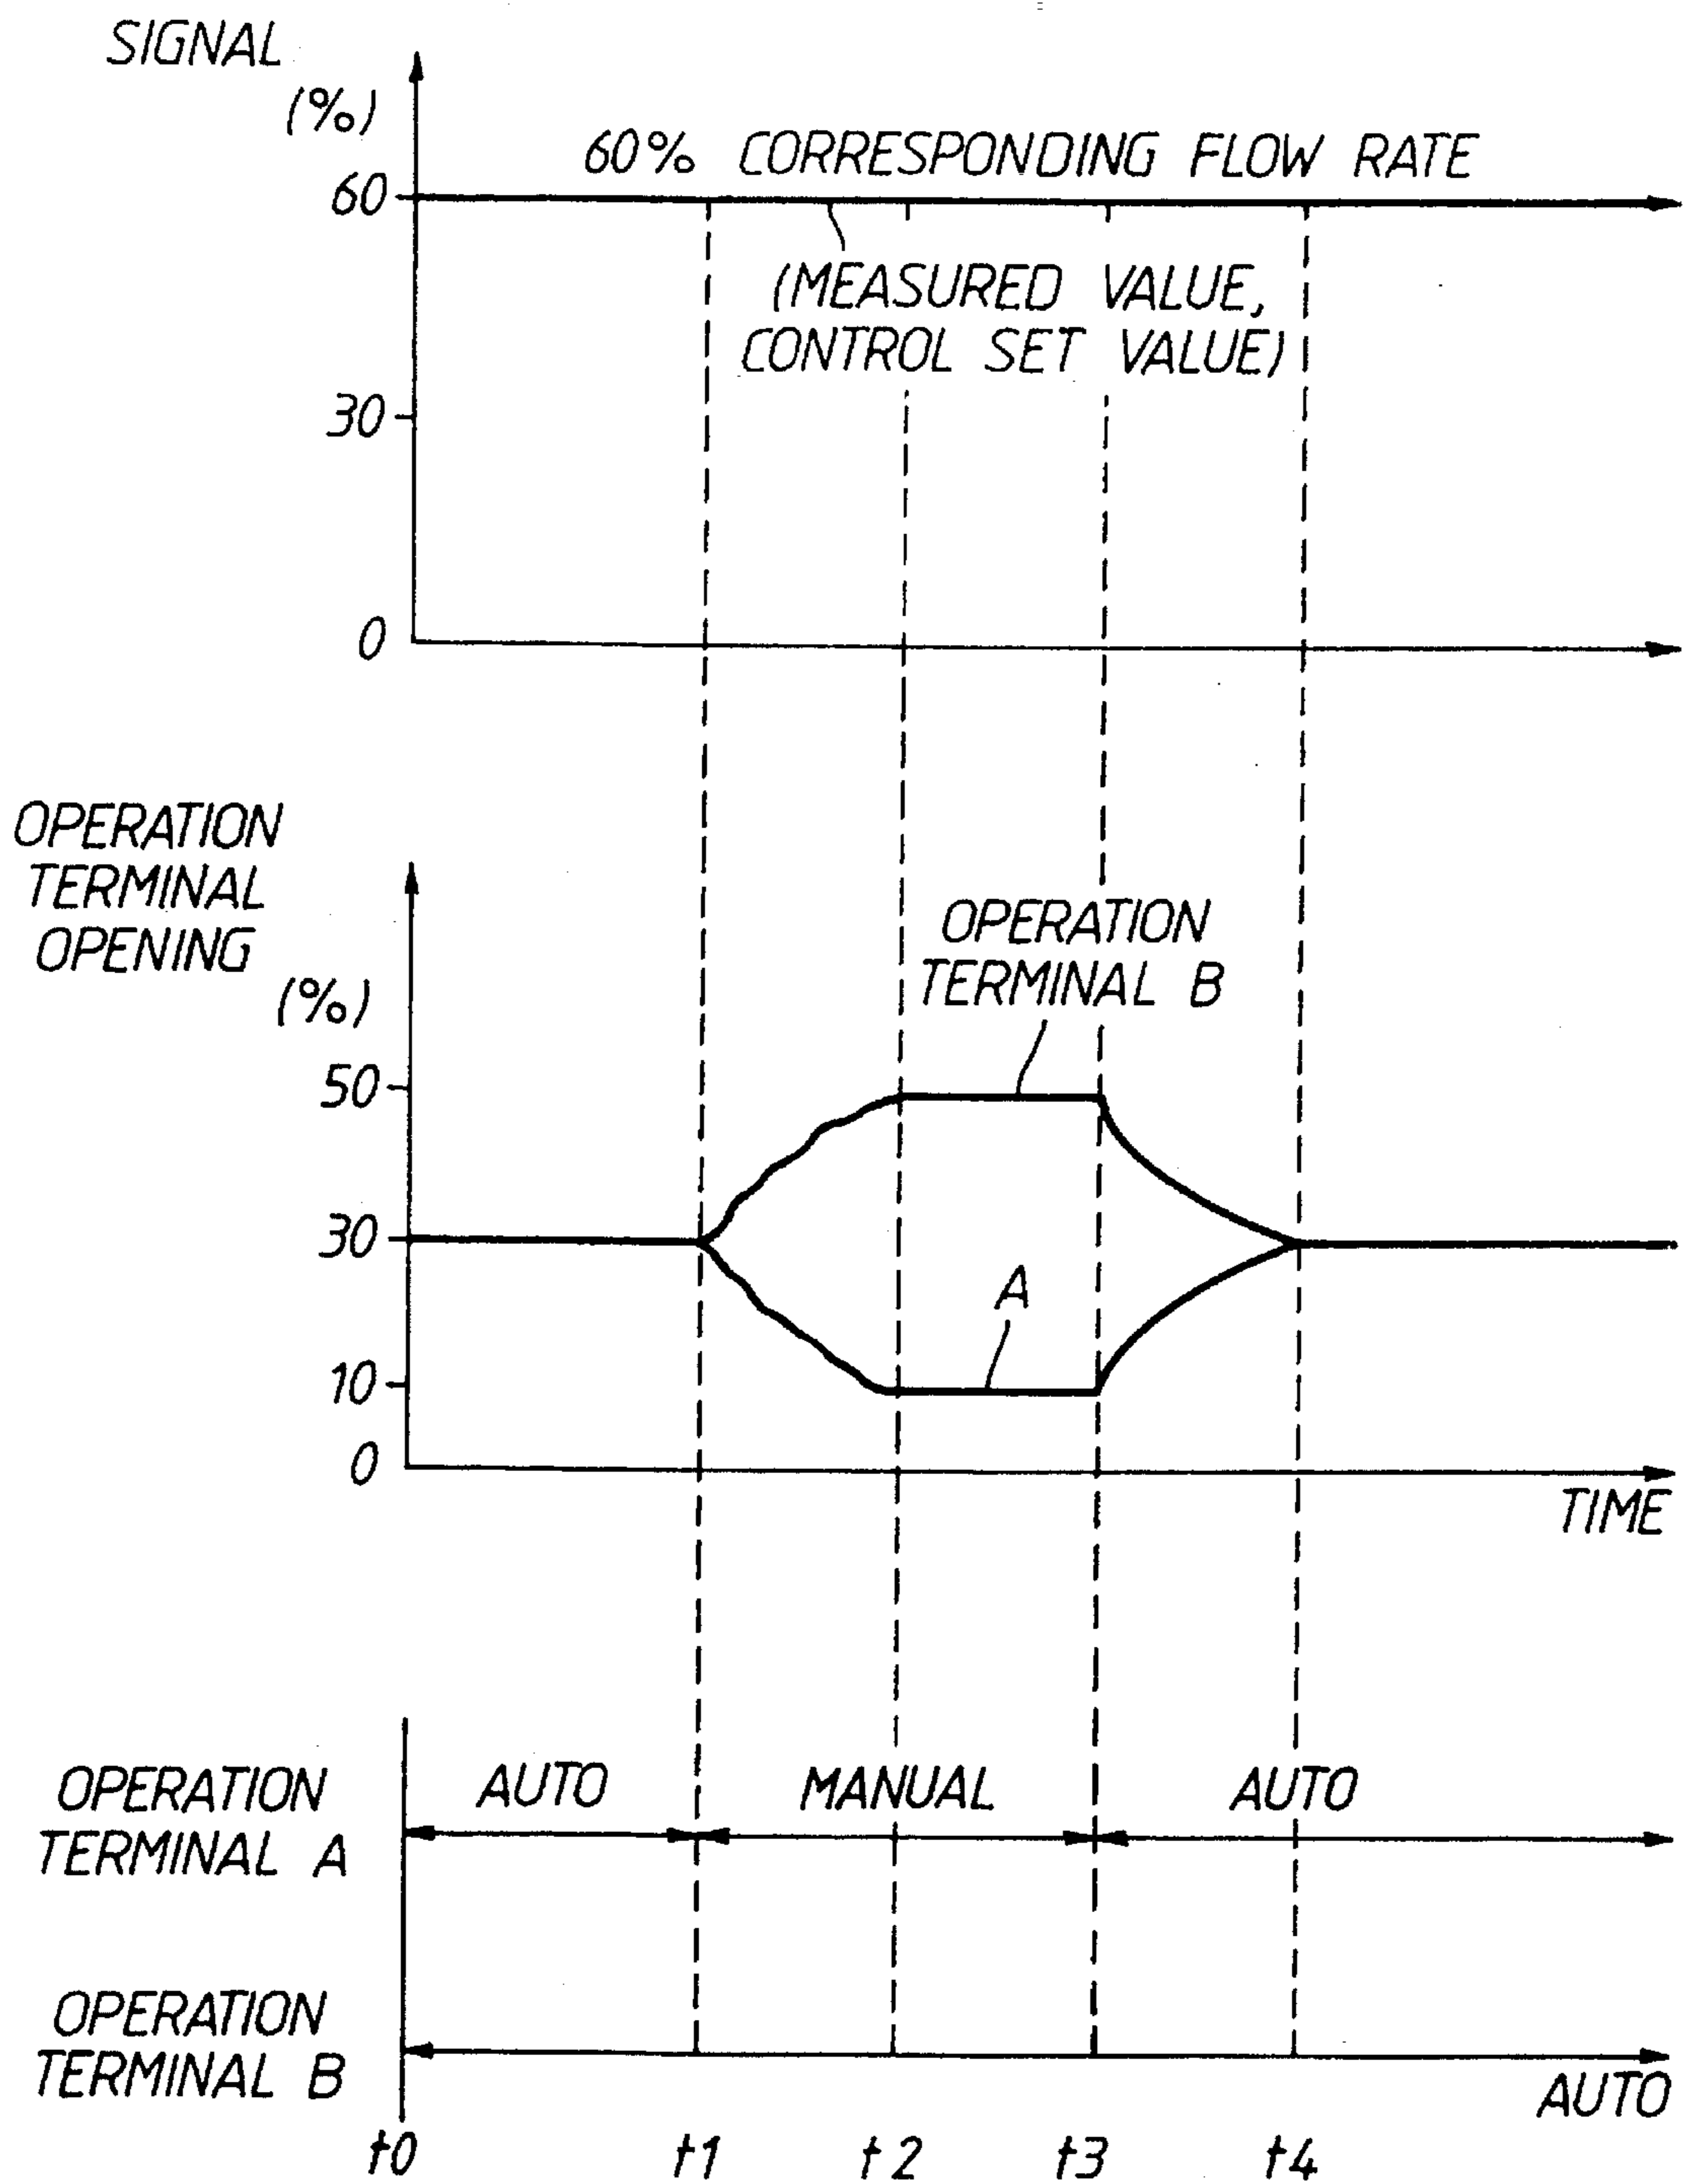 SIGNAL
(%)
60% CORRESPONDING FLOW RATE
60
(MEASURED VALUE,
CONTROL SET VALUE)
30
0
OPERATION
TERMINAL
OPENING
(%)
OPERATION
TERMINAL B
50
30
A
10
0
TIME
OPERATION
TERMINAL A
AUTO
MANUAL
AUTO
OPERATION
TERMINAL B
AUTO
t0
t1
t2
t3
t4